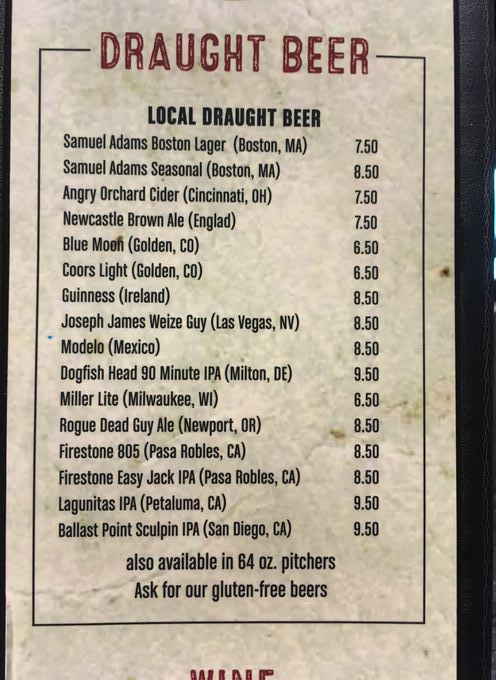 DRAUGHT BEER
LOCAL DRAUGHT BEER
Samuel Adams Boston Lager (Boston, MA) 7.50
Samuel Adams Seasonal (Boston, MA) 8.50
Angry Orchard Cider (Cincinnati, OH) 7.50
Newcastle Brown Ale (Englad) 7.50
Blue Moon (Golden, CO) 6.50
Coors Light (Golden, CO) 6.50
Guinness (Ireland) 8.50
Joseph James Weize Guy (Las Vegas, NV) 8.50
Modelo (Mexico) 8.50
Dogfish Head 90 Minute IPA (Milton, DE) 9.50
Miller Lite (Milwaukee, WI) 6.50
Rogue Dead Guy Ale (Newport, OR) 8.50
Firestone 805 (Pasa Robles, CA) 8.50
Firestone Easy Jack IPA (Pasa Robles, CA) 8.50
Lagunitas IPA (Petaluma, CA) 9.50
Ballast Point Sculpin IPA (San Diego, CA) 9.50
also available in 64 oz. pitchers
Ask for our gluten-free beers
WINE